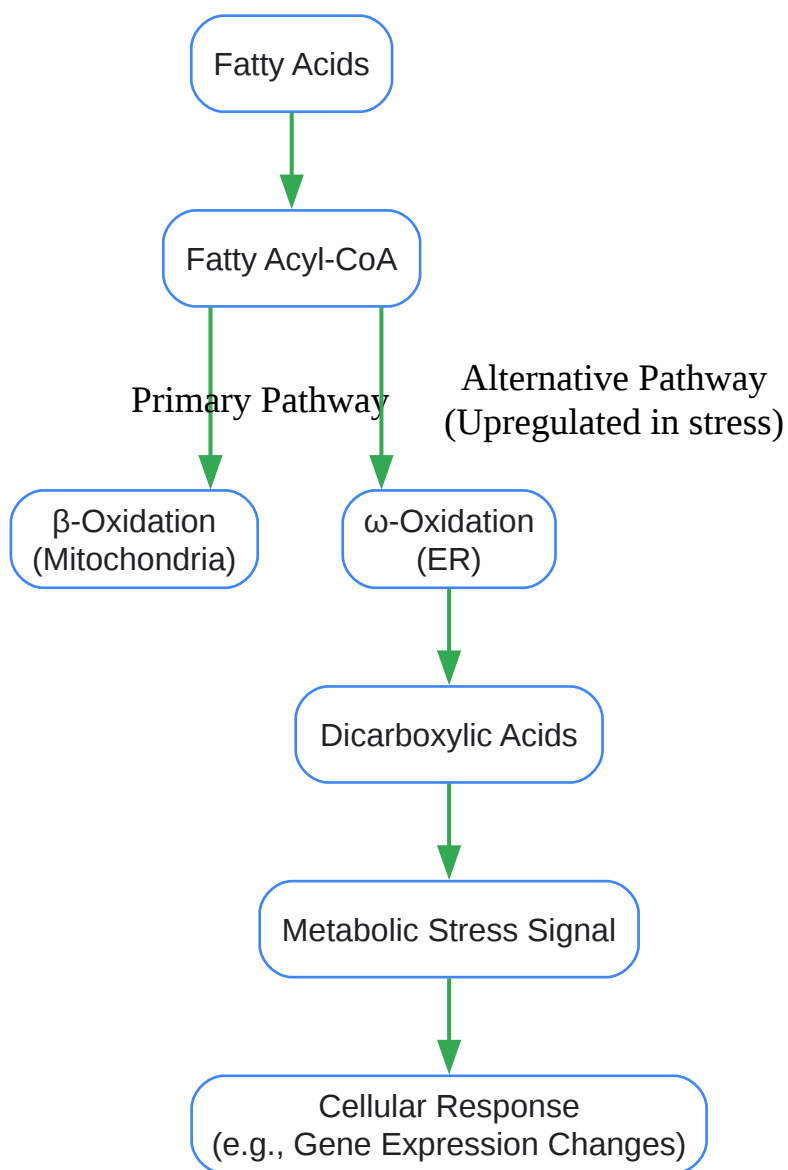 Fatty Acids
Fatty Acyl-CoA
Primary Pathway
Alternative Pathway
(Upregulated in stress)
β-Oxidation
(Mitochondria)
ω-Oxidation
(ER)
Dicarboxylic Acids
Metabolic Stress Signal
Cellular Response
(e.g., Gene Expression Changes)